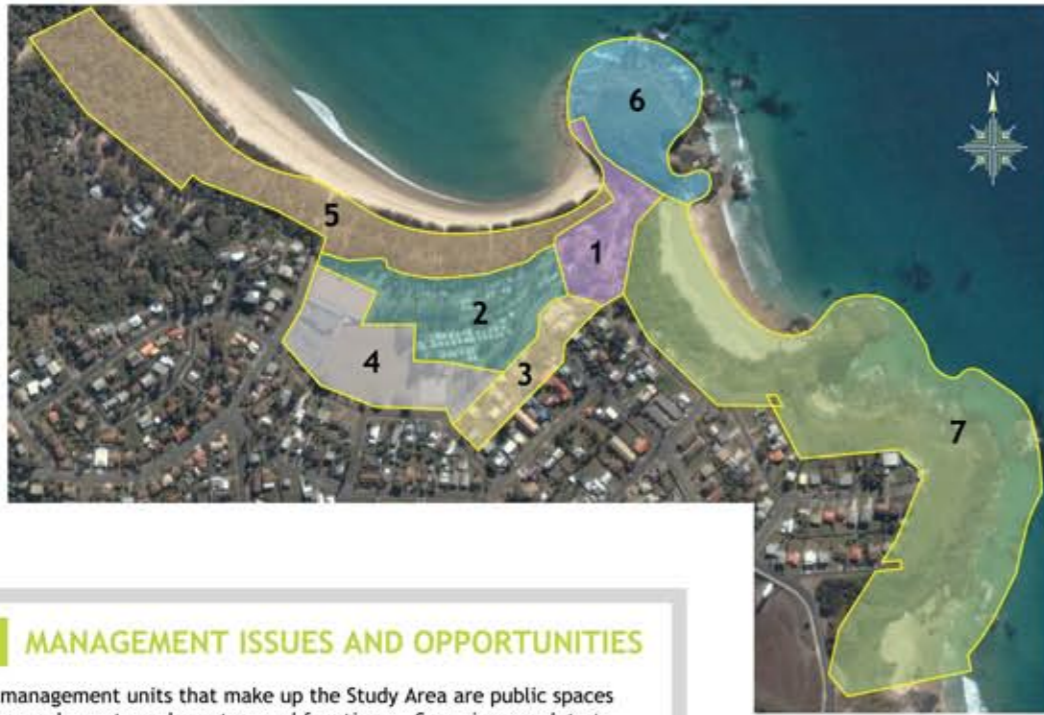 6
N
5
1
2
4
3
7
MANAGEMENT ISSUES AND OPPORTUNITIES
management units that make up the Study Area are public spaces